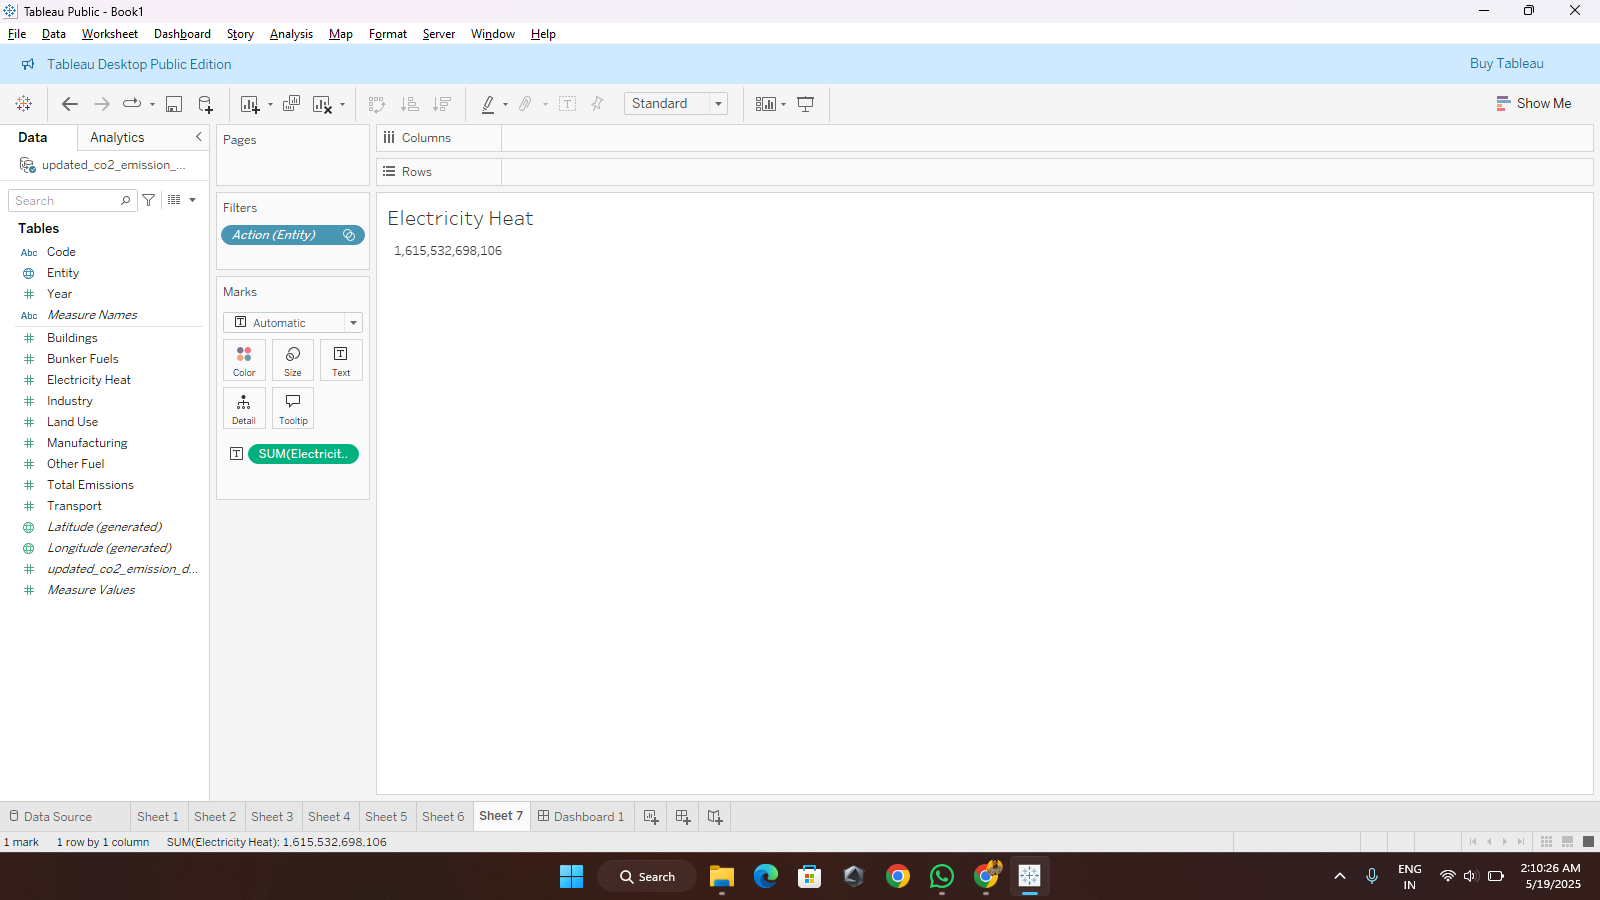 Tableau Public - Book1
File Data Worksheet Dashboard Story Analysis Map Format Server Window Help
Tableau Desktop Public Edition
Buy Tableau
Standard
Show Me
Data Analytics
updated_co2_emission_...
Search
Tables
Abc Code
Entity
Year
Abc Measure Names
Buildings
Bunker Fuels
Electricity Heat
Industry
Land Use
Manufacturing
Other Fuel
Total Emissions
Transport
Latitude (generated)
Longitude (generated)
updated_co2_emission_d...
Measure Values
Pages
Filters
Action (Entity)
Marks
Automatic
Color Size Text
Detail Tooltip
SUM(Electricit..
Columns
Rows
Electricity Heat
1,615,532,698,106
Data Source Sheet 1 Sheet 2 Sheet 3 Sheet 4 Sheet 5 Sheet 6 Sheet 7 Dashboard 1
1 mark 1 row by 1 column SUM(Electricity Heat): 1,615,532,698,106
Search
ENG
IN
2:10:26 AM
5/19/2025